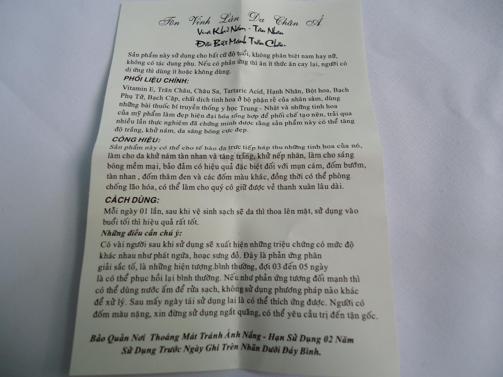 Tôn Vinh Làn Da Châu Á
Vua Khử Nám - Tàn Nhan
Đặc Biệt Mành Trân Châu.
Sản phẩm này sử dụng cho bất cứ độ tuổi, không phân biệt nam hay nữ,
không có tác dụng phụ. Nếu có phản ứng thì ăn ít thức ăn cay lại, người có
dị ứng thì dùng ít hoặc không dùng.
PHỐI LIỆU CHÍNH:
Vitamin E, Trân Châu, Châu Sa, Tartaric Acid, Hạnh Nhân, Bột hoa, Bạch
Phụ Tử, Bạch Cập, chất dịch tinh hoa ở bộ phận rễ của nhân sâm, dùng
những bài thuốc bí truyền thống y học Trung - Nhật và những tinh hoa
của mỹ phẩm làm đẹp hiện đại hóa tổng hợp để phối chế tạo nên, trải qua
nhiều lần thực nghiệm đã chứng minh được rằng sản phẩm này có thể tăng
độ trắng, khử nám, da sáng bóng cực đẹp.
CÔNG HIỆU:
Sản phẩm này có thể cho tế bào da trực tiếp hấp thu những tinh hoa của nó,
làm cho da khử nám tàn nhan và tăng trắng, khử nếp nhăn, làm cho sáng
bóng mềm mại, bảo đảm có hiệu quả đặc biệt đối với mụn cám, đốm bướm,
tàn nhan , đốm thâm đen và các đốm màu khác, đồng thời có thể phòng
chống lão hóa, có thể làm cho quý cô giữ được vẻ thanh xuân lâu dài.
CÁCH DÙNG:
Mỗi ngày 01 lần, sau khi vệ sinh sạch sẽ da thì thoa lên mặt, sử dụng vào
buổi tối thì hiệu quả rất tốt.
Những điều cần chú ý:
Có vài người sau khi sử dụng sẽ xuất hiện những triệu chứng có mức độ
khác nhau như phát ngứa, hoạc sưng đỏ. Đây là phản ứng phân
giải sắc tố, là những hiện tượng bình thường, đợi 03 đến 05 ngày
là có thể phục hồi lại bình thường. Nếu như phản ứng tương đối mạnh thì
có thể dùng nước ấm để rửa sạch, không sử dụng phương pháp nào khác
để xử lý. Sau mấy ngày tái sử dụng lại là có thể thích ứng được. Người có
đốm màu nặng, xin đừng sử dụng ngắt quãng, có thể yêu cầu trị đến tận gốc.
Bảo Quản Nơi Thoáng Mát Tránh Ánh Nắng - Hạn Sử Dụng 02 Năm
Sử Dụng Trước Ngày Ghi Trên Nhãn Dưới Đáy Bình.